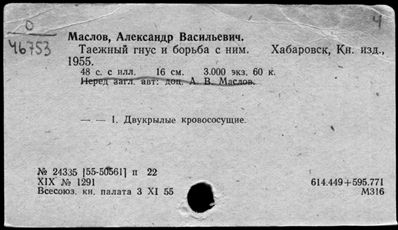 0
46753
4
Маслов, Александр Васильевич.
Таежный гнус и борьба с ним. Хабаровск, Кн. изд.,
1955.
48 с. с илл. 16 см. 3.000 экз. 60 к.
Перед загл. авт: доц. А. В. Маслов.
— — 1. Двукрылые кровососущие.
№ 24335 [55-50561] п 22
XIX № 1291
Всесоюз. кн. палата 3 XI 55
614.449+595.771
М316